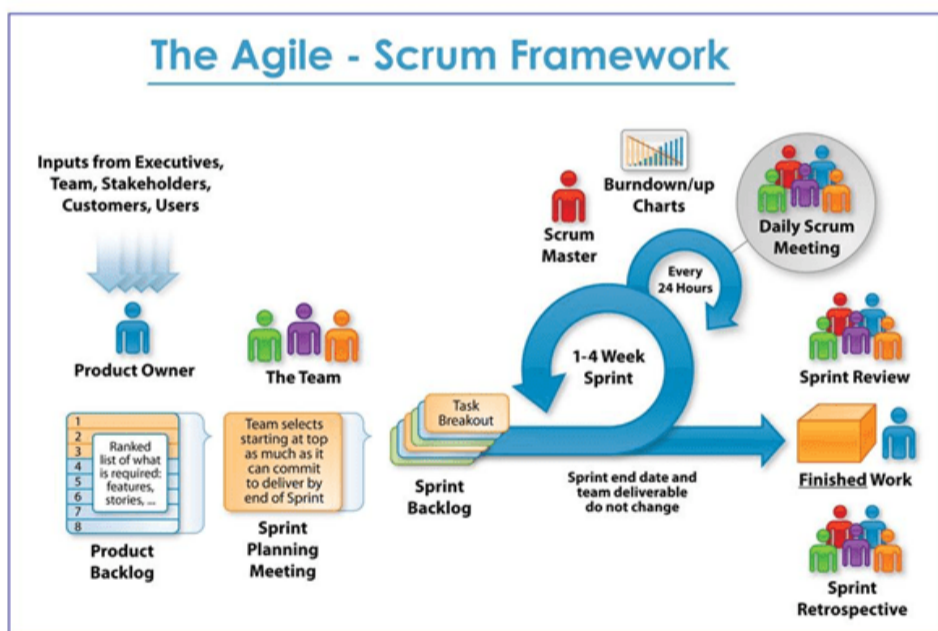 The Agile - Scrum Framework
Inputs from Executives,
Team, Stakeholders,
Customers, Users
Product Owner
The Team
1
2
3
4
5
6
7
8
Ranked
list of what
is required:
features,
stories, ...
Product
Backlog
Team selects
starting at top
as much as it
can commit
to deliver by
end of Sprint
Sprint
Planning
Meeting
Task
Breakout
Sprint
Backlog
Scrum
Master
Burndown/up
Charts
Every
24 Hours
Daily Scrum
Meeting
1-4 Week
Sprint
Sprint end date and
team deliverable
do not change
Sprint Review
Finished Work
Sprint
Retrospective